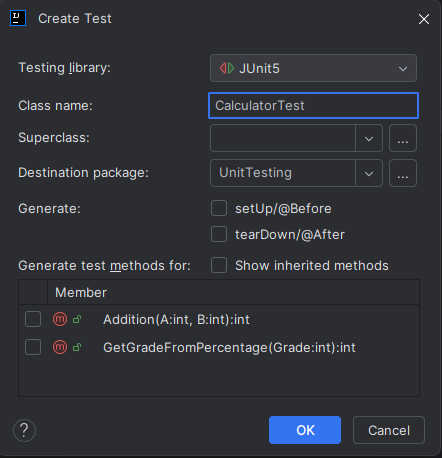 Create Test
Testing library: JUnit5
Class name: CalculatorTest
Superclass: ...
Destination package: UnitTesting ...
Generate: setUp/@Before
tearDown/@After
Generate test methods for: Show inherited methods
Member
m Addition(A:int, B:int):int
m GetGradeFromPercentage(Grade:int):int
? OK Cancel